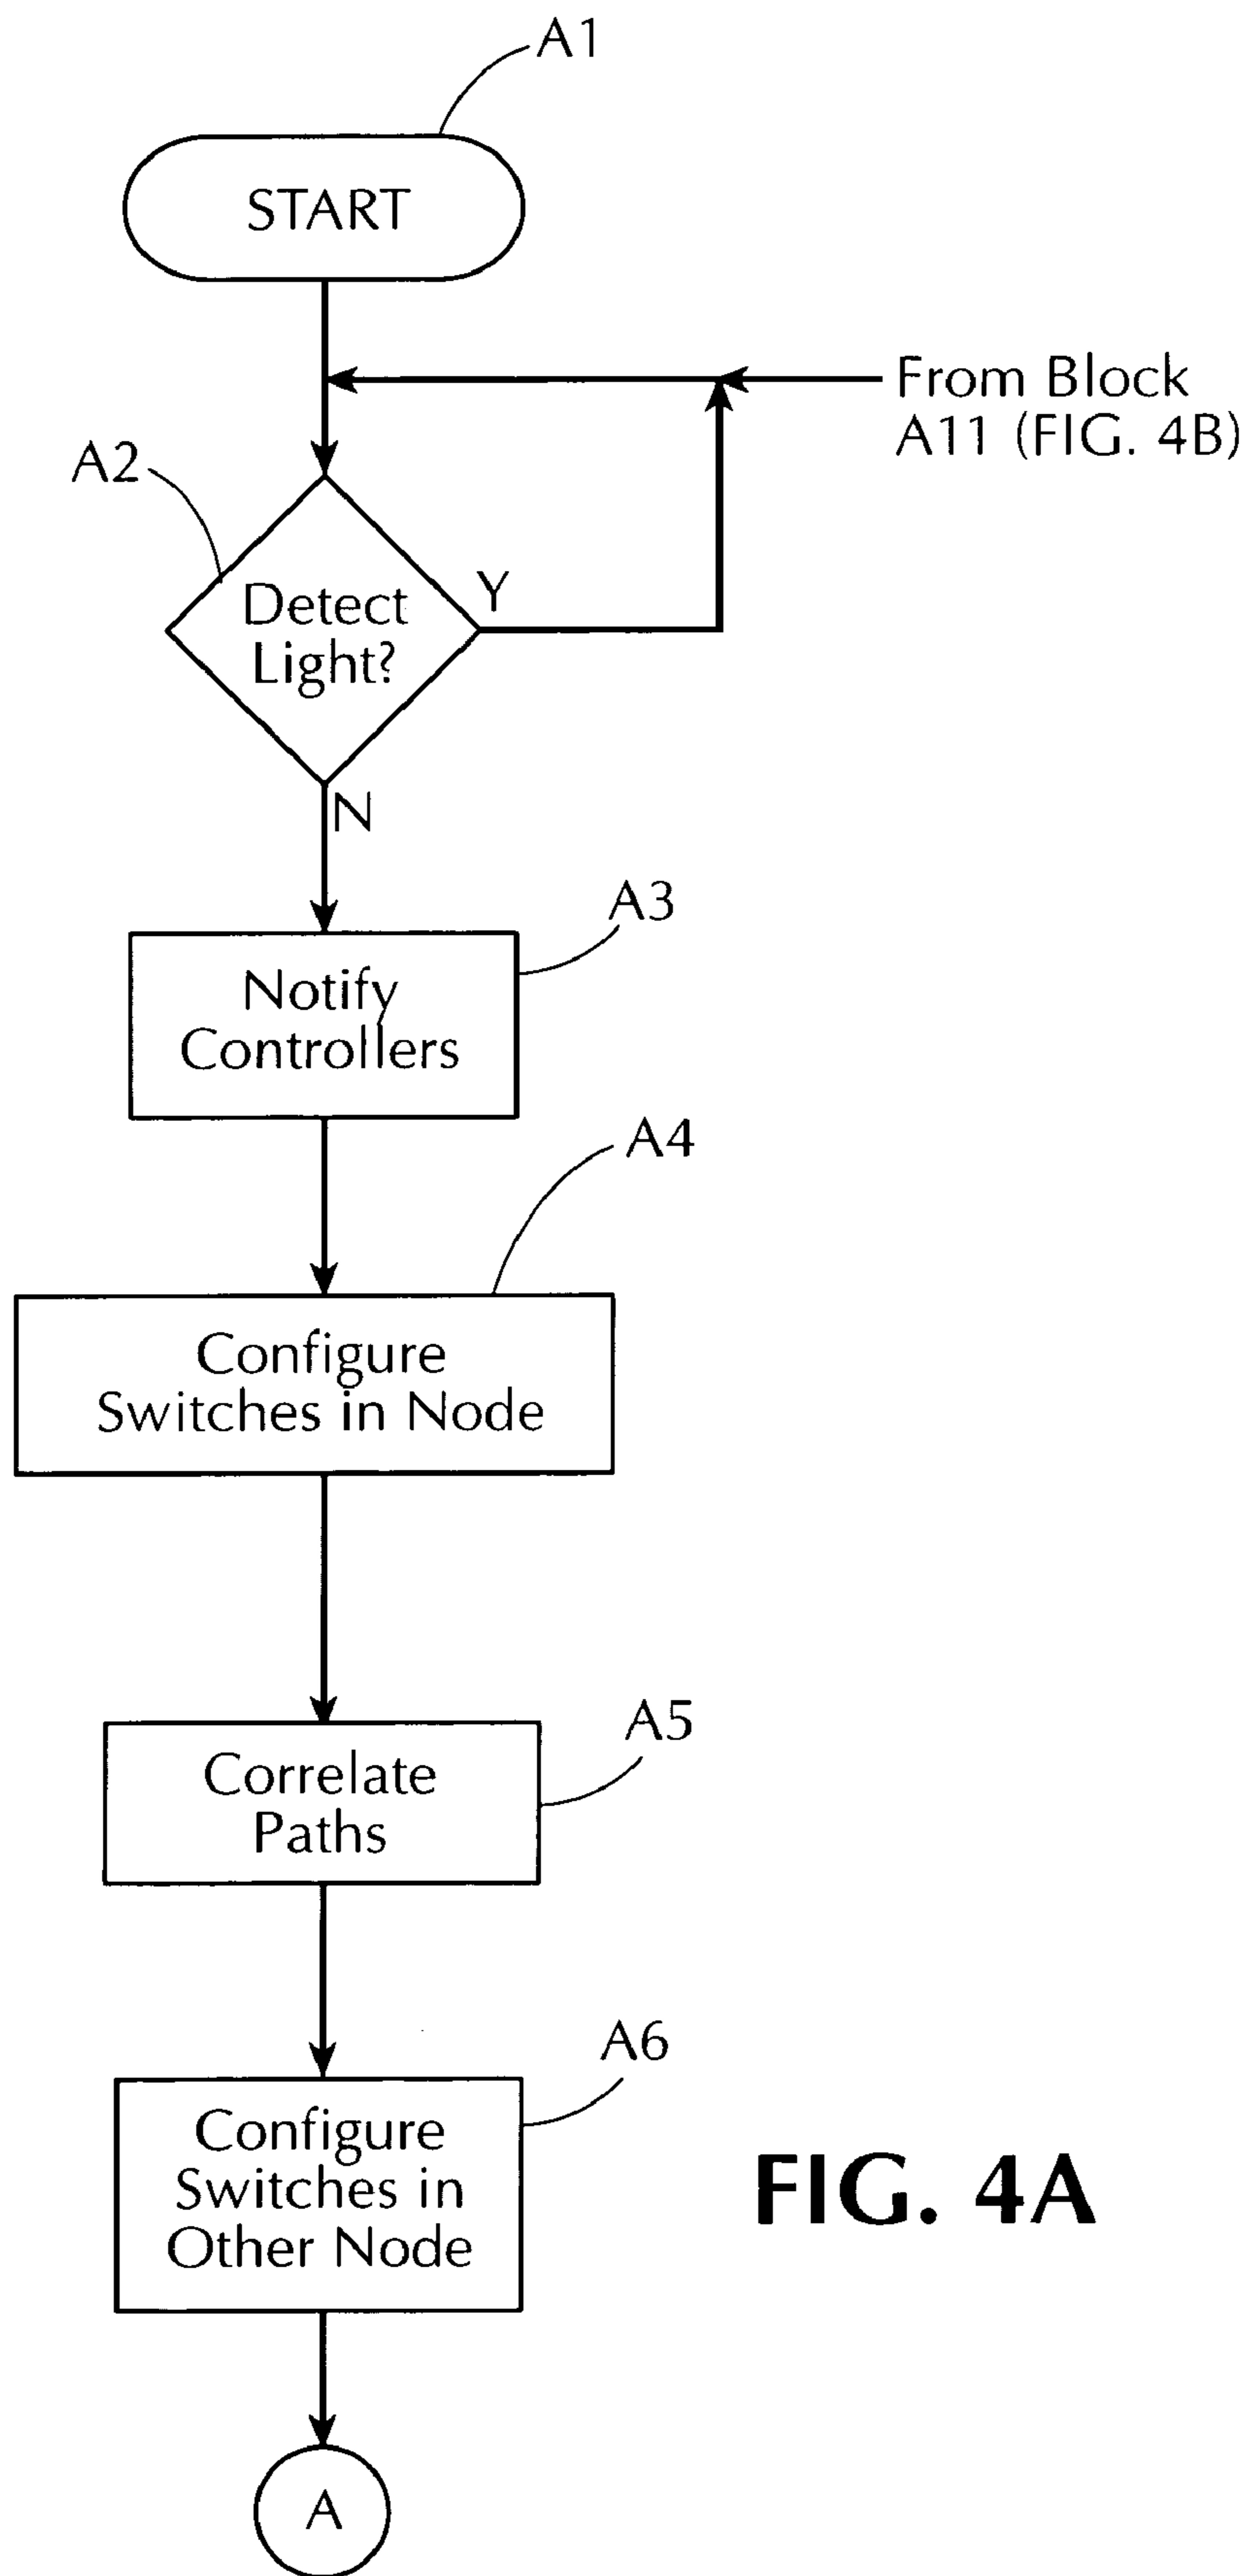 A1
START
From Block
A11 (FIG. 4B)
A2
Detect
Light?
Y
N
A3
Notify
Controllers
A4
Configure
Switches in Node
A5
Correlate
Paths
A6
Configure
Switches in
Other Node
FIG. 4A
A